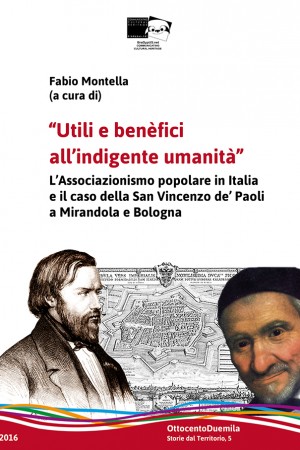 Fabio Montella
(a cura di)
“Utili e benèfici
all’indigente umanità”
L’Associazionismo popolare in Italia
e il caso della San Vincenzo de’ Paoli
a Mirandola e Bologna
2016
OttocentoDuemila
Storie dal Territorio, 5